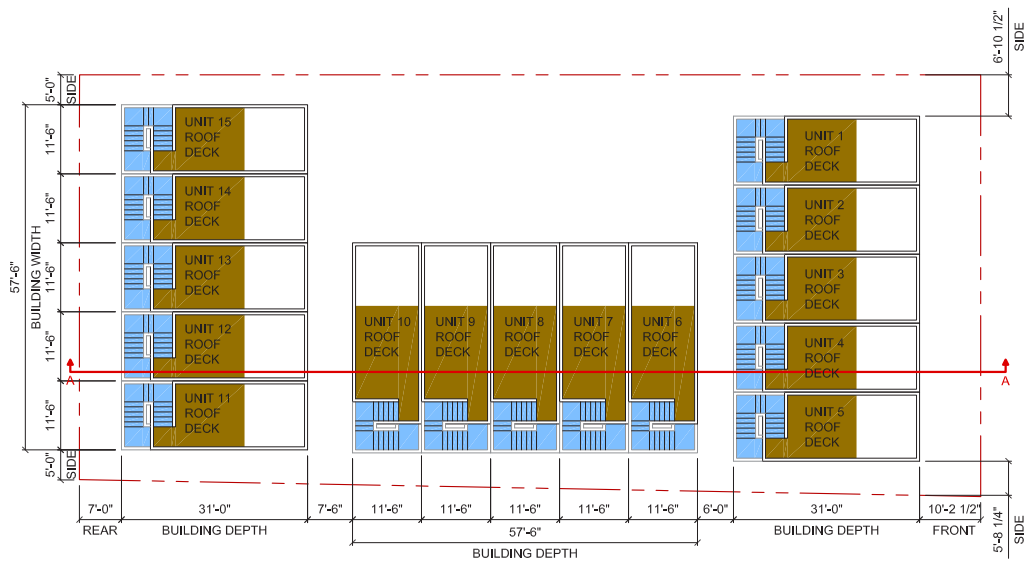 6'-10 1/2"
SIDE
5'-0"
SIDE
11'-6"
11'-6"
11'-6"
11'-6"
11'-6"
57'-6"
BUILDING WIDTH
5'-0"
SIDE
UNIT 15
ROOF
DECK
UNIT 14
ROOF
DECK
UNIT 13
ROOF
DECK
UNIT 12
ROOF
DECK
UNIT 11
ROOF
DECK
UNIT 10
ROOF
DECK
UNIT 9
ROOF
DECK
UNIT 8
ROOF
DECK
UNIT 7
ROOF
DECK
UNIT 6
ROOF
DECK
UNIT 1
ROOF
DECK
UNIT 2
ROOF
DECK
UNIT 3
ROOF
DECK
UNIT 4
ROOF
DECK
UNIT 5
ROOF
DECK
A
A
7'-0"
REAR
31'-0"
BUILDING DEPTH
7'-6"
11'-6"
11'-6"
11'-6"
11'-6"
11'-6"
57'-6"
BUILDING DEPTH
6'-0"
31'-0"
BUILDING DEPTH
10'-2 1/2"
FRONT
5'-8 1/4"
SIDE